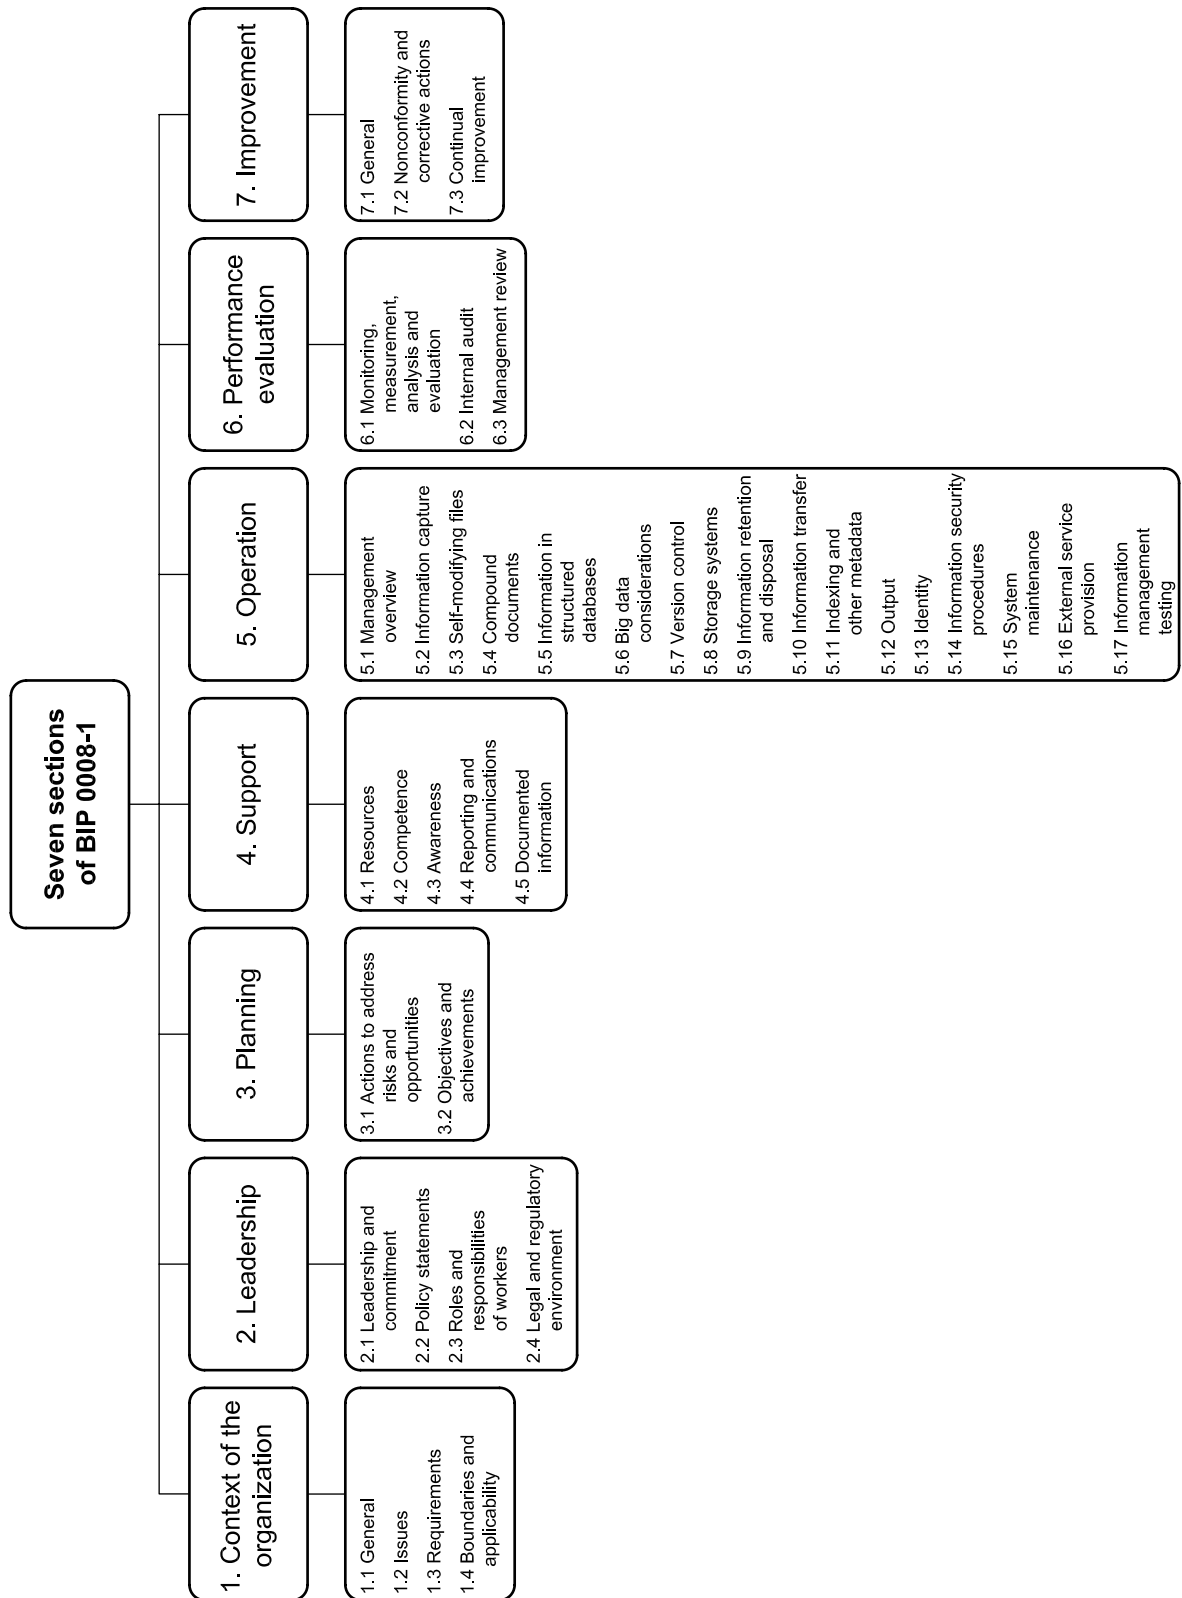 Seven sections
of BIP 0008-1
1. Context of the
organization
1.1 General
1.2 Issues
1.3 Requirements
1.4 Boundaries and
applicability
2. Leadership
2.1 Leadership and
commitment
2.2 Policy statements
2.3 Roles and
responsibilities
of workers
2.4 Legal and regulatory
environment
3. Planning
3.1 Actions to address
risks and
opportunities
3.2 Objectives and
achievements
4. Support
4.1 Resources
4.2 Competence
4.3 Awareness
4.4 Reporting and
communications
4.5 Documented
information
5. Operation
5.1 Management
overview
5.2 Information capture
5.3 Self-modifying files
5.4 Compound
documents
5.5 Information in
structured
databases
5.6 Big data
considerations
5.7 Version control
5.8 Storage systems
5.9 Information retention
and disposal
5.10 Information transfer
5.11 Indexing and
other metadata
5.12 Output
5.13 Identity
5.14 Information security
procedures
5.15 System
maintenance
5.16 External service
provision
5.17 Information
management
testing
6. Performance
evaluation
6.1 Monitoring,
measurement,
analysis and
evaluation
6.2 Internal audit
6.3 Management review
7. Improvement
7.1 General
7.2 Nonconformity and
corrective actions
7.3 Continual
improvement